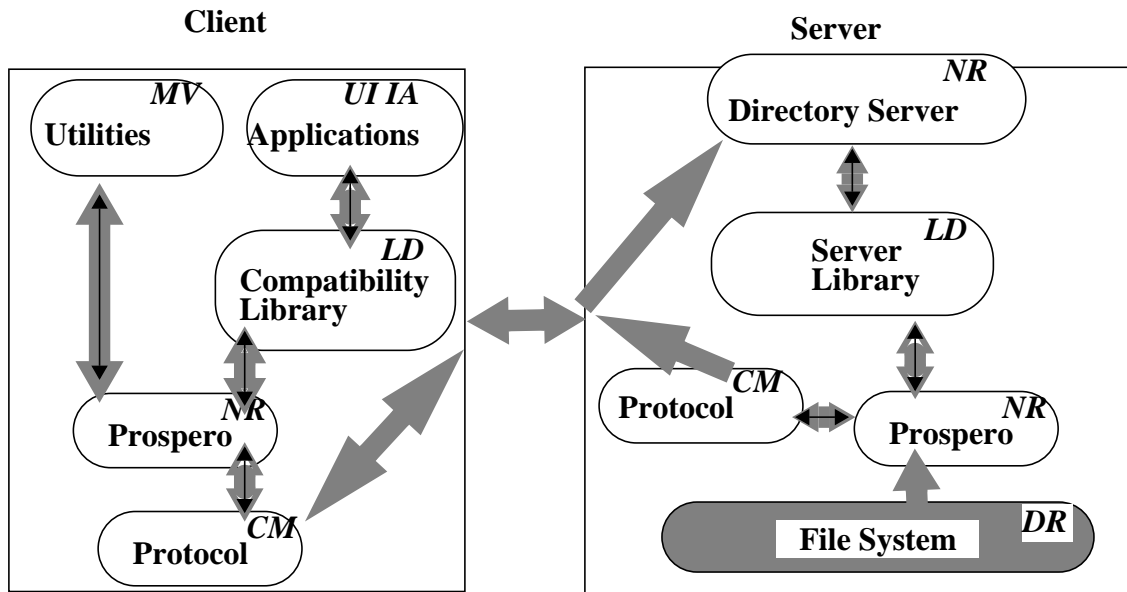 Client
MV
Utilities
UI IA
Applications
LD
Compatibility
Library
NR
Prospero
CM
Protocol
Server
NR
Directory Server
LD
Server
Library
CM
Protocol
NR
Prospero
DR
File System